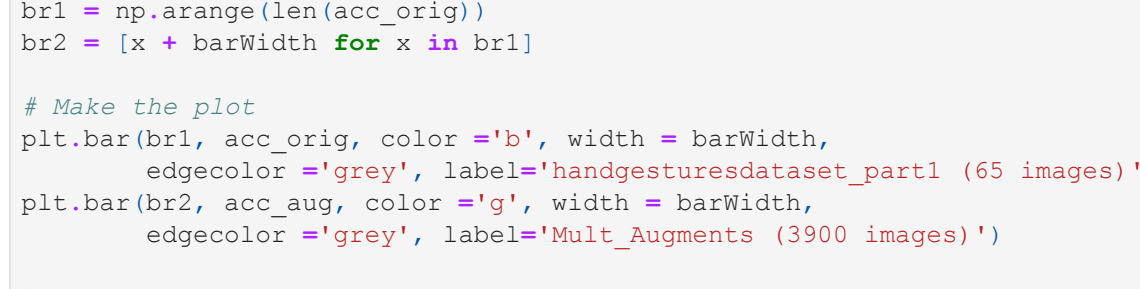 br1 = np.arange(len(acc_orig))
br2 = [x + barWidth for x in br1]
# Make the plot
plt.bar(br1, acc_orig, color ='b', width = barWidth,
        edgecolor ='grey', label='handgesturesdataset_part1 (65 images)'
plt.bar(br2, acc_aug, color ='g', width = barWidth,
        edgecolor ='grey', label='Mult_Augments (3900 images)')